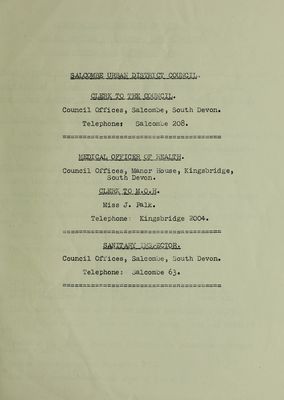 SALCOMBE URBAN DISTRICT COUNCIL.
CLERK TO THE COUNCIL.
Council Offices, Salcombe, South Devon.
Telephone: Salcombe 208.
MEDICAL OFFICER OF HEALTH.
Council Offices, Manor House, Kingsbridge,
South Devon.
CLERK TO M.O.H.
Miss J. Palk.
Telephone: Kingsbridge 2004.
SANITARY INSPECTOR.
Council Offices, Salcombe, South Devon.
Telephone: Salcombe 63.